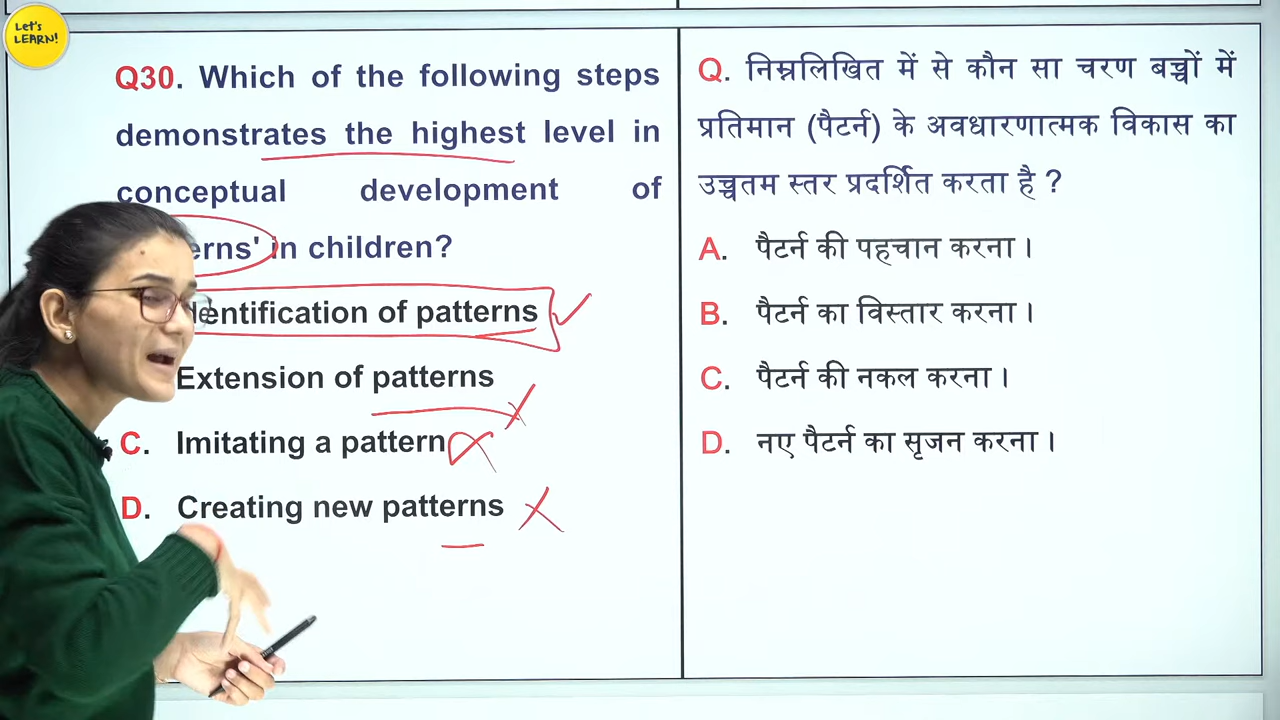 Let's
LEARN!
Q30. Which of the following steps
demonstrates the highest level in
conceptual development of
erns' in children?
entification of patterns
Extension of patterns
C. Imitating a pattern
D. Creating new patterns
Q. निम्नलिखित में से कौन सा चरण बच्चों में
प्रतिमान (पैटर्न) के अवधारणात्मक विकास का
उच्चतम स्तर प्रदर्शित करता है ?
A. पैटर्न की पहचान करना ।
B. पैटर्न का विस्तार करना ।
C. पैटर्न की नकल करना ।
D. नए पैटर्न का सृजन करना ।